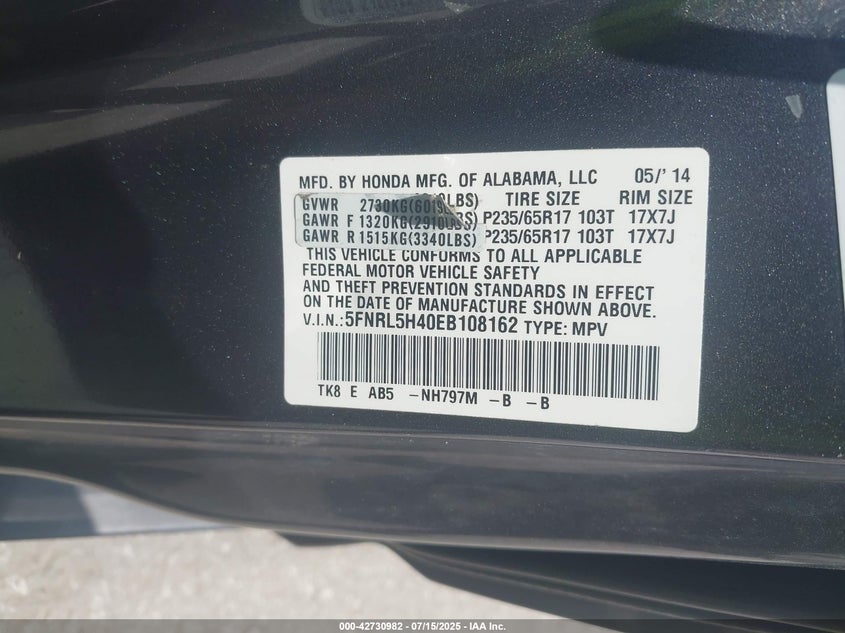 MFD. BY HONDA MFG. OF ALABAMA, LLC 05/'14
GVWR 2730KG( LBS) TIRE SIZE RIM SIZE
GAWR F 1320KG(2910LBS) P235/65R17 103T 17X7J
GAWR R 1515KG(3340LBS) P235/65R17 103T 17X7J
THIS VEHICLE CONFORMS TO ALL APPLICABLE
FEDERAL MOTOR VEHICLE SAFETY
AND THEFT PREVENTION STANDARDS IN EFFECT
ON THE DATE OF MANUFACTURE SHOWN ABOVE.
V.I.N.:5FNRL5H40EB108162 TYPE: MPV
TK8 E AB5 -NH797M -B -B
000-42730982 - 07/15/2025 - IAA Inc.